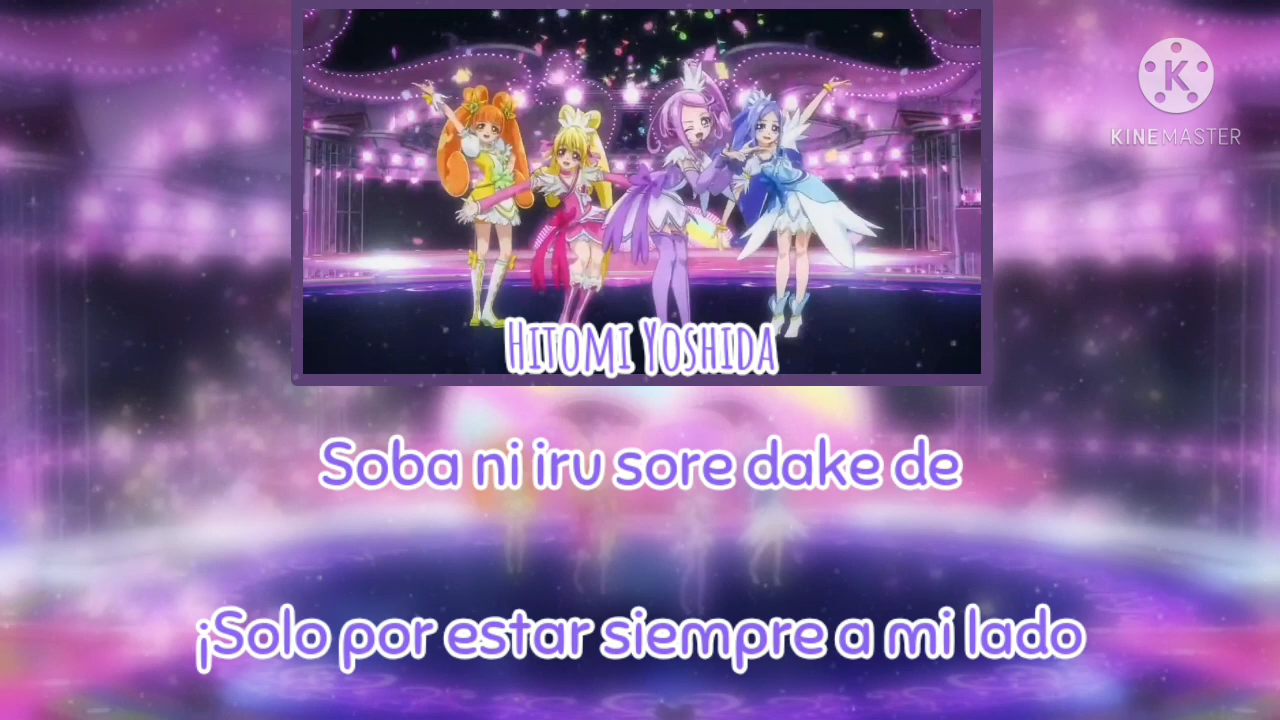 K
KINEMASTER
Hitomi Yoshida
Soba ni iru sore dake de
¡Solo por estar siempre a mi lado